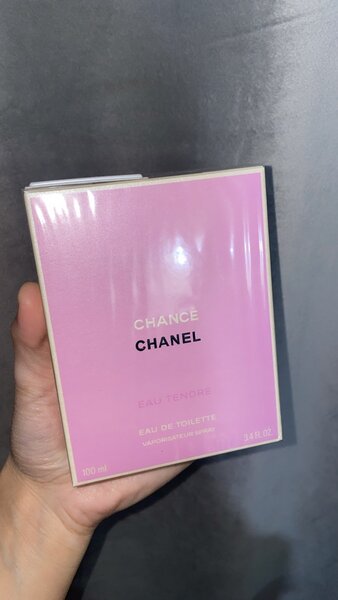 CHANCE
CHANEL
EAU TENDRE
EAU DE TOILETTE
VAPORISATEUR SPRAY
100 ml
3.4 FL.OZ